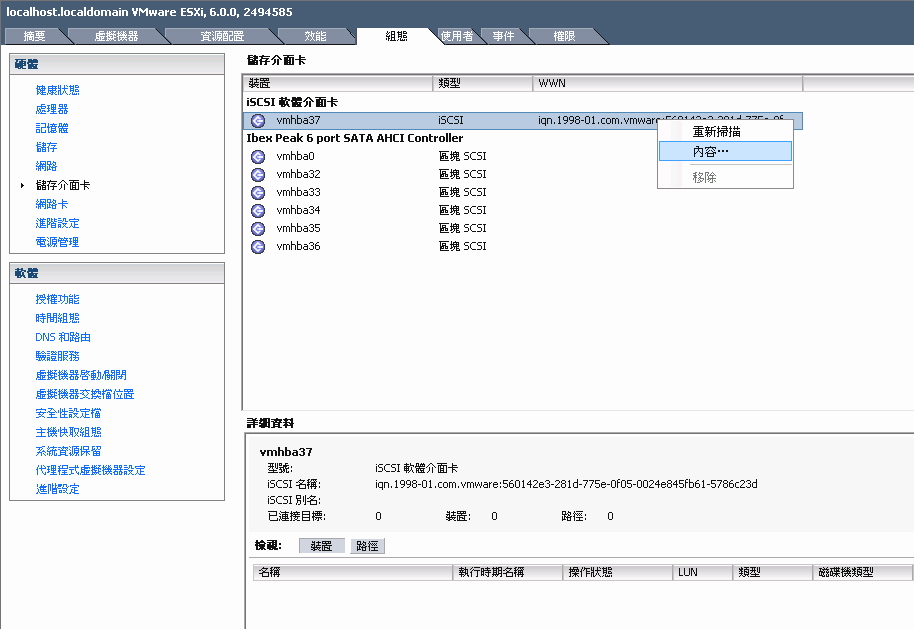 localhost.localdomain VMware ESXi, 6.0.0, 2494585
摘要 虛擬機器 資源配置 效能 組態 使用者 事件 權限
硬體
健康狀態
處理器
記憶體
儲存
網路
儲存介面卡
網路卡
進階設定
電源管理
軟體
授權功能
時間組態
DNS 和路由
驗證服務
虛擬機器啟動/關閉
虛擬機器交換檔位置
安全性設定檔
主機快取組態
系統資源保留
代理程式虛擬機器設定
進階設定
儲存介面卡
裝置 類型 WWN
iSCSI 軟體介面卡
vmhba37 iSCSI iqn.1998-01.com.vmware:560142e3-281d-775e-0f
Ibex Peak 6 port SATA AHCI Controller
vmhba0 區塊 SCSI
vmhba32 區塊 SCSI
vmhba33 區塊 SCSI
vmhba34 區塊 SCSI
vmhba35 區塊 SCSI
vmhba36 區塊 SCSI
重新掃描
內容⋯
移除
詳細資料
vmhba37
型號: iSCSI 軟體介面卡
iSCSI 名稱: iqn.1998-01.com.vmware:560142e3-281d-775e-0f05-0024e845fb61-5786c23d
iSCSI 別名:
已連接目標: 0 裝置: 0 路徑: 0
檢視: 裝置 路徑
名稱 執行時期名稱 操作狀態 LUN 類型 磁碟機類型